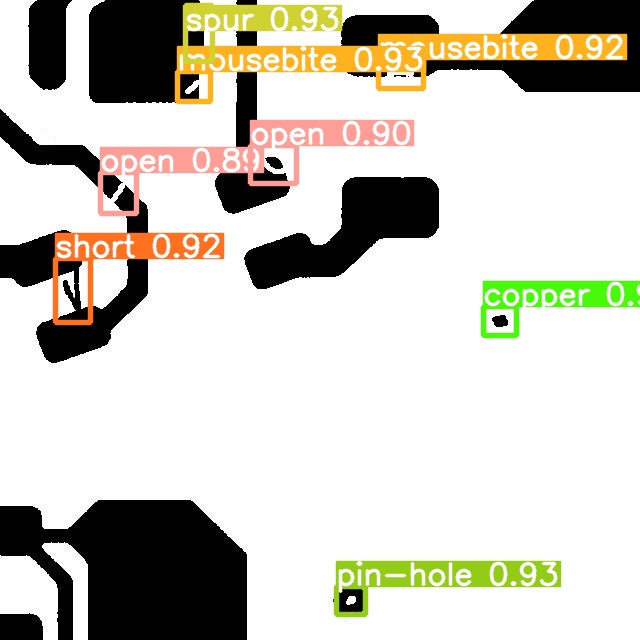 spur 0.93
mousebite 0.93
mousebite 0.92
open 0.90
open 0.89
short 0.92
copper 0.9
pin-hole 0.93